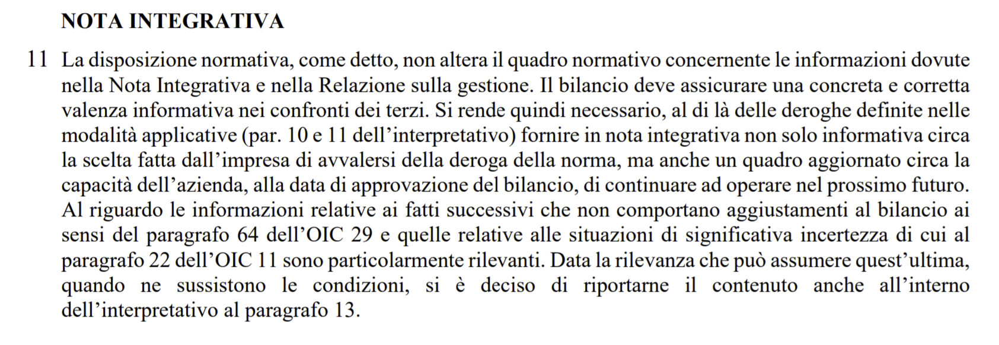 NOTA INTEGRATIVA
11 La disposizione normativa, come detto, non altera il quadro normativo concernente le informazioni dovute
nella Nota Integrativa e nella Relazione sulla gestione. Il bilancio deve assicurare una concreta e corretta
valenza informativa nei confronti dei terzi. Si rende quindi necessario, al di là delle deroghe definite nelle
modalità applicative (par. 10 e 11 dell’interpretativo) fornire in nota integrativa non solo informativa circa
la scelta fatta dall’impresa di avvalersi della deroga della norma, ma anche un quadro aggiornato circa la
capacità dell’azienda, alla data di approvazione del bilancio, di continuare ad operare nel prossimo futuro.
Al riguardo le informazioni relative ai fatti successivi che non comportano aggiustamenti al bilancio ai
sensi del paragrafo 64 dell’OIC 29 e quelle relative alle situazioni di significativa incertezza di cui al
paragrafo 22 dell’OIC 11 sono particolarmente rilevanti. Data la rilevanza che può assumere quest’ultima,
quando ne sussistono le condizioni, si è deciso di riportarne il contenuto anche all’interno
dell’interpretativo al paragrafo 13.